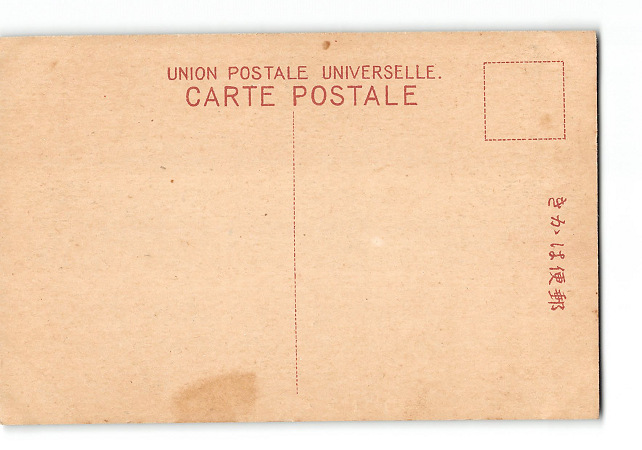 UNION POSTALE UNIVERSELLE.
CARTE POSTALE
きかは便郵